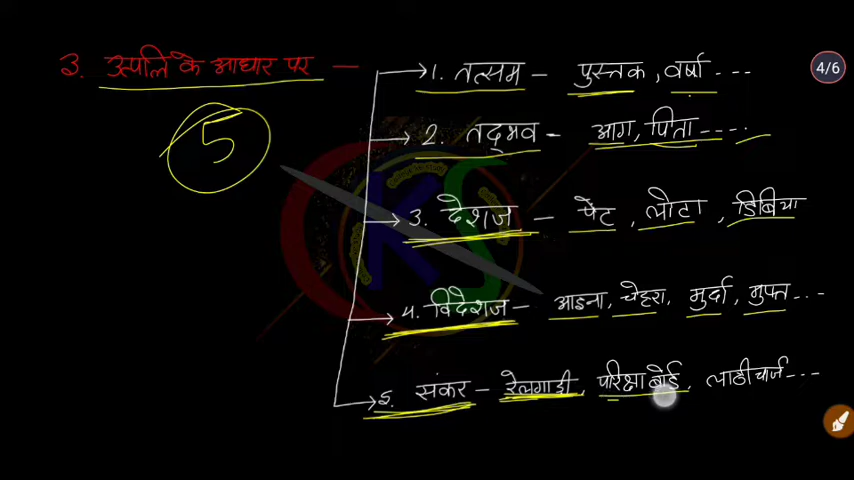 3. उत्पत्ति के आधार पर —
5
1. तत्सम – पुस्तक, वर्षा ...
2. तद्भव – आग, पिता ----.
3. देशज – पेट, लोटा, डिबिया
4. विदेशज – आइना, चेहरा, मुर्दा, मुफ्त ...
5. संकर – रेलगाड़ी, परिक्षा बोर्ड, लाठीचार्ज ...
4/6
KS